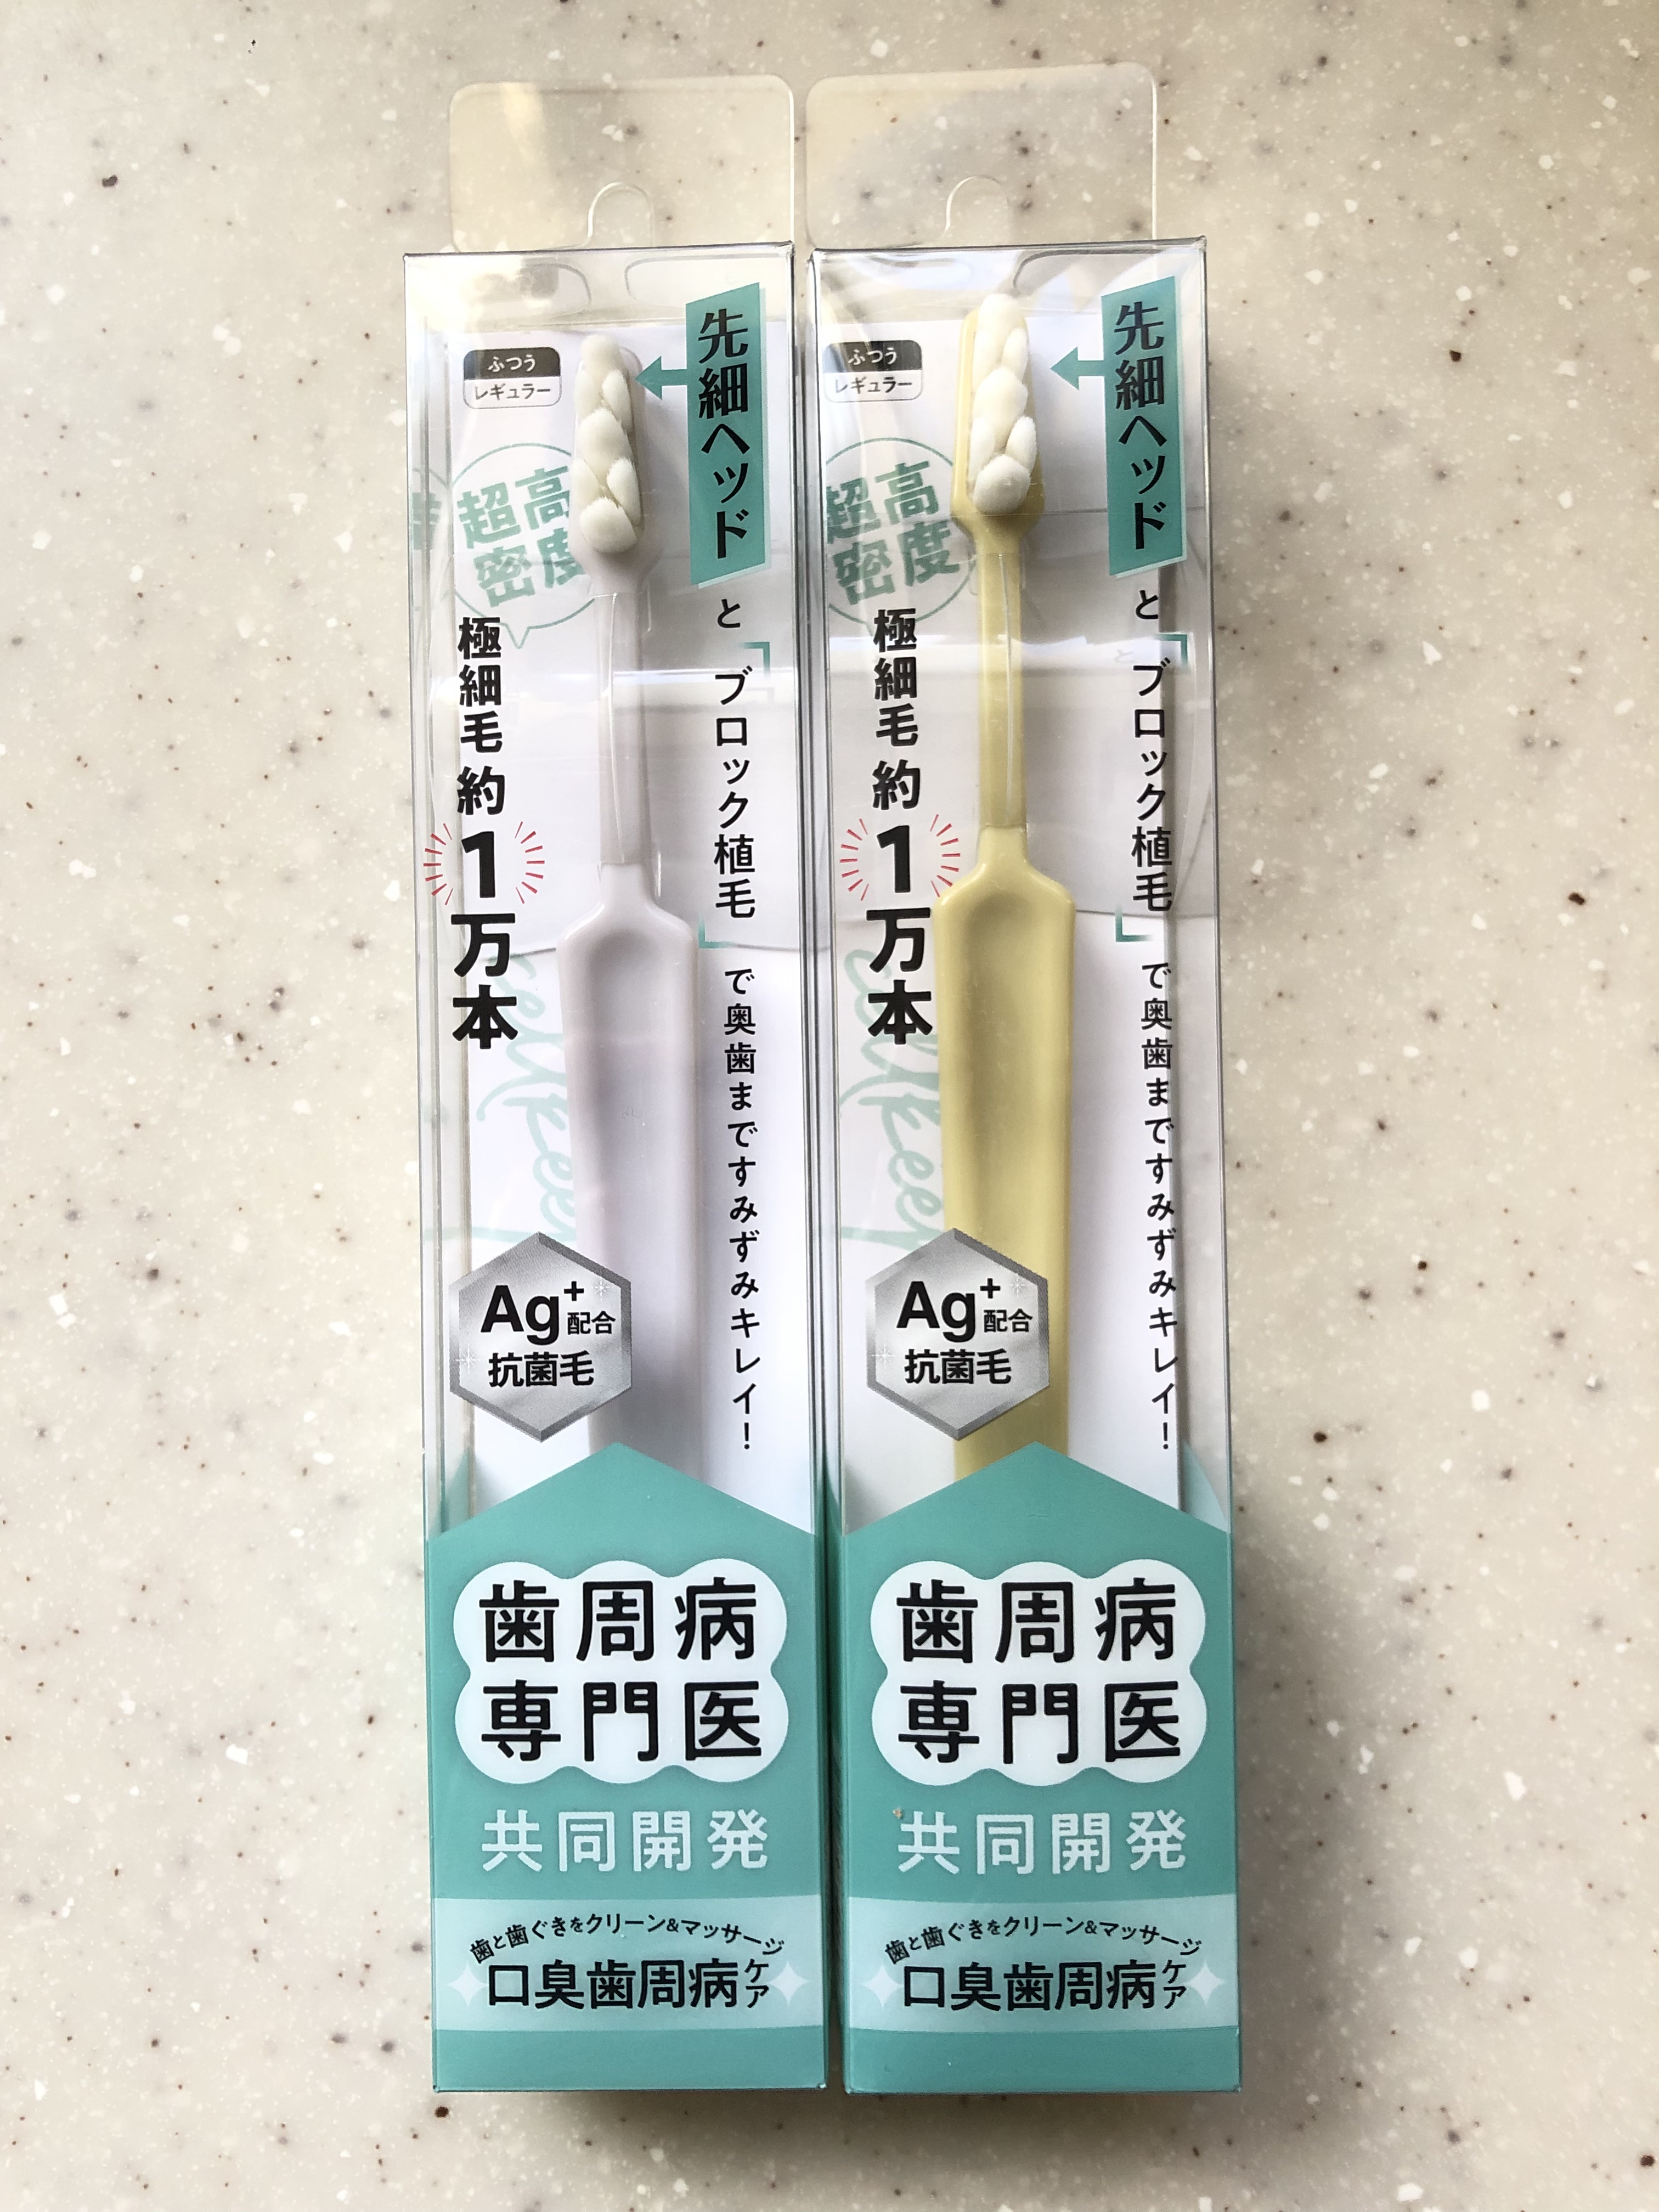 ふつう
レギュラー
先細ヘッド
と
「ブロック植毛」
で奥歯まですみずみキレイ!
超高
密度
極細毛 約
1
万本
Ag+配合
抗菌毛
歯周病
専門医
共同開発
歯と歯ぐきをクリーン&マッサージ
口臭歯周病ケア
ふつう
レギュラー
先細ヘッド
と
「ブロック植毛」
で奥歯まですみずみキレイ!
超高
密度
極細毛 約
1
万本
Ag+配合
抗菌毛
歯周病
専門医
共同開発
歯と歯ぐきをクリーン&マッサージ
口臭歯周病ケア